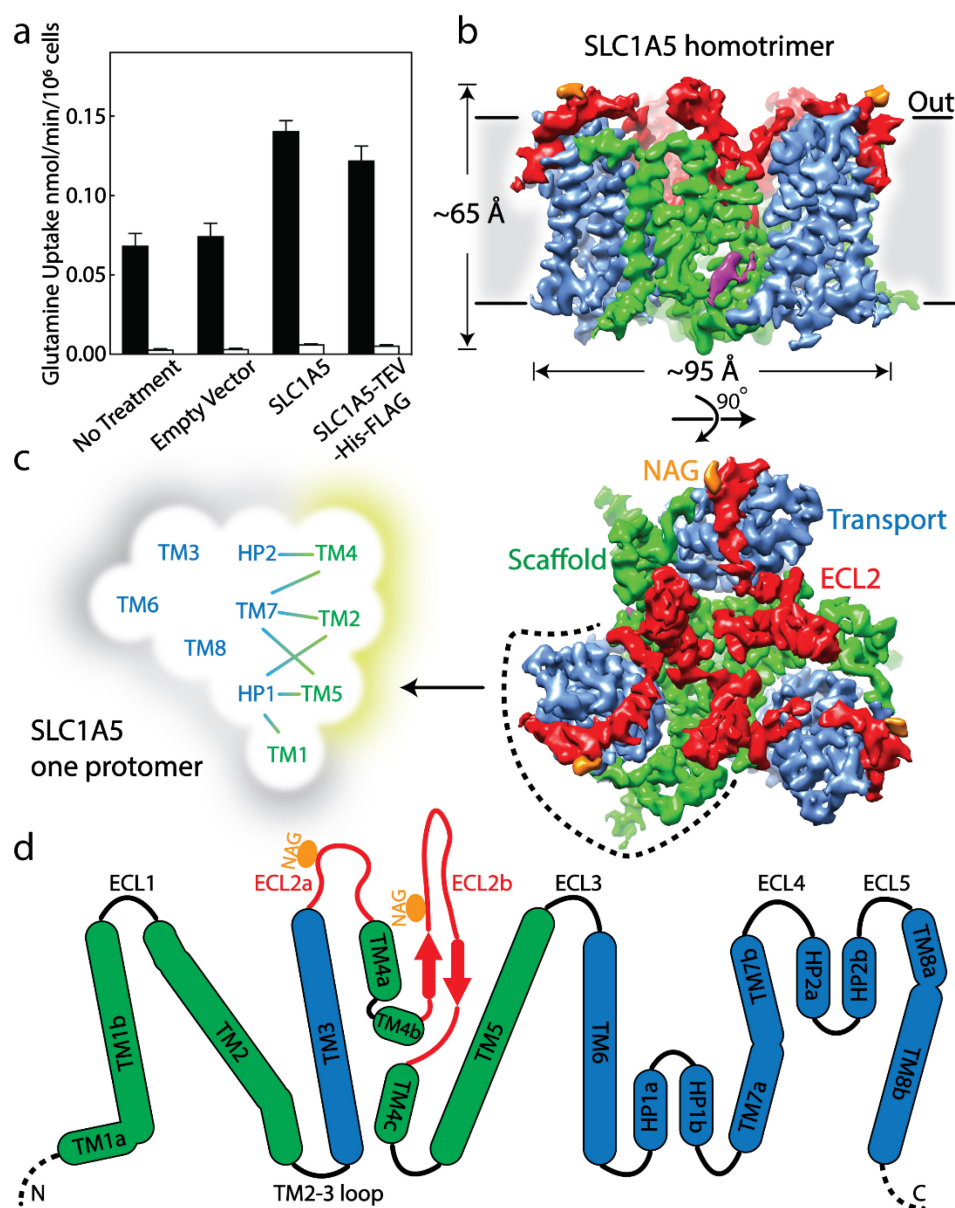 a
Glutamine Uptake nmol/min/10⁶ cells
0.15
0.10
0.05
0.00
No Treatment
Empty Vector
SLC1A5
SLC1A5-TEV
-His-FLAG
b
SLC1A5 homotrimer
Out
~65 Å
~95 Å
90°
NAG
Transport
Scaffold
ECL2
c
TM3
HP2
TM4
TM6
TM7
TM2
TM8
HP1
TM5
TM1
SLC1A5
one protomer
d
ECL1
NAG
ECL2a
NAG
ECL2b
ECL3
ECL4
ECL5
TM1b
TM1a
TM2
TM3
TM4a
TM4b
TM4c
TM5
TM6
HP1a
HP1b
TM7b
TM7a
HP2a
HP2b
TM8a
TM8b
N
TM2-3 loop
C